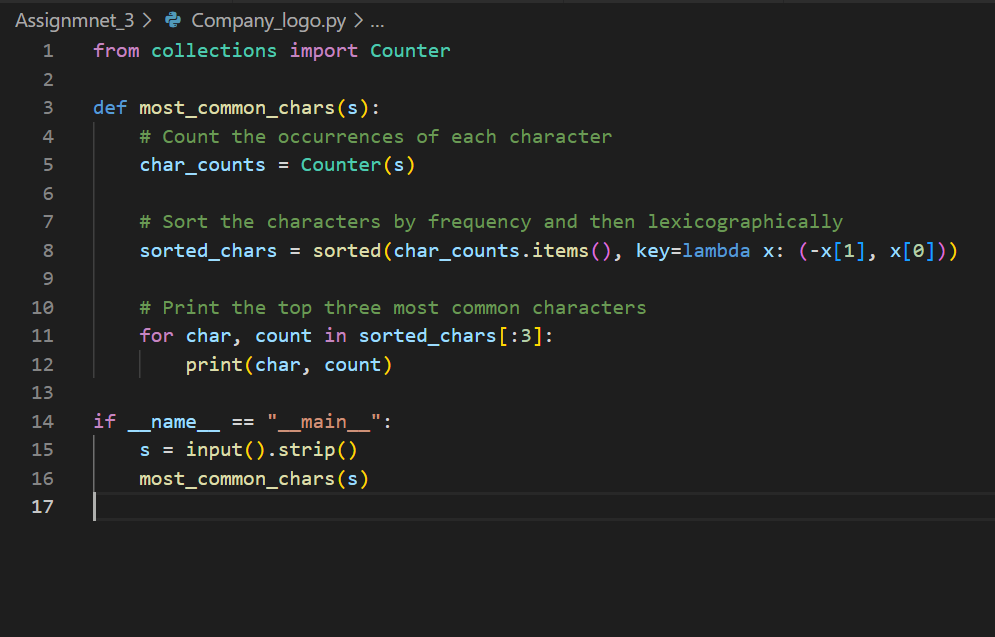 Assignmnet_3 > Company_logo.py > ...
1 from collections import Counter
2
3 def most_common_chars(s):
4     # Count the occurrences of each character
5     char_counts = Counter(s)
6
7     # Sort the characters by frequency and then lexicographically
8     sorted_chars = sorted(char_counts.items(), key=lambda x: (-x[1], x[0]))
9
10     # Print the top three most common characters
11     for char, count in sorted_chars[:3]:
12         print(char, count)
13
14 if __name__ == "__main__":
15     s = input().strip()
16     most_common_chars(s)
17